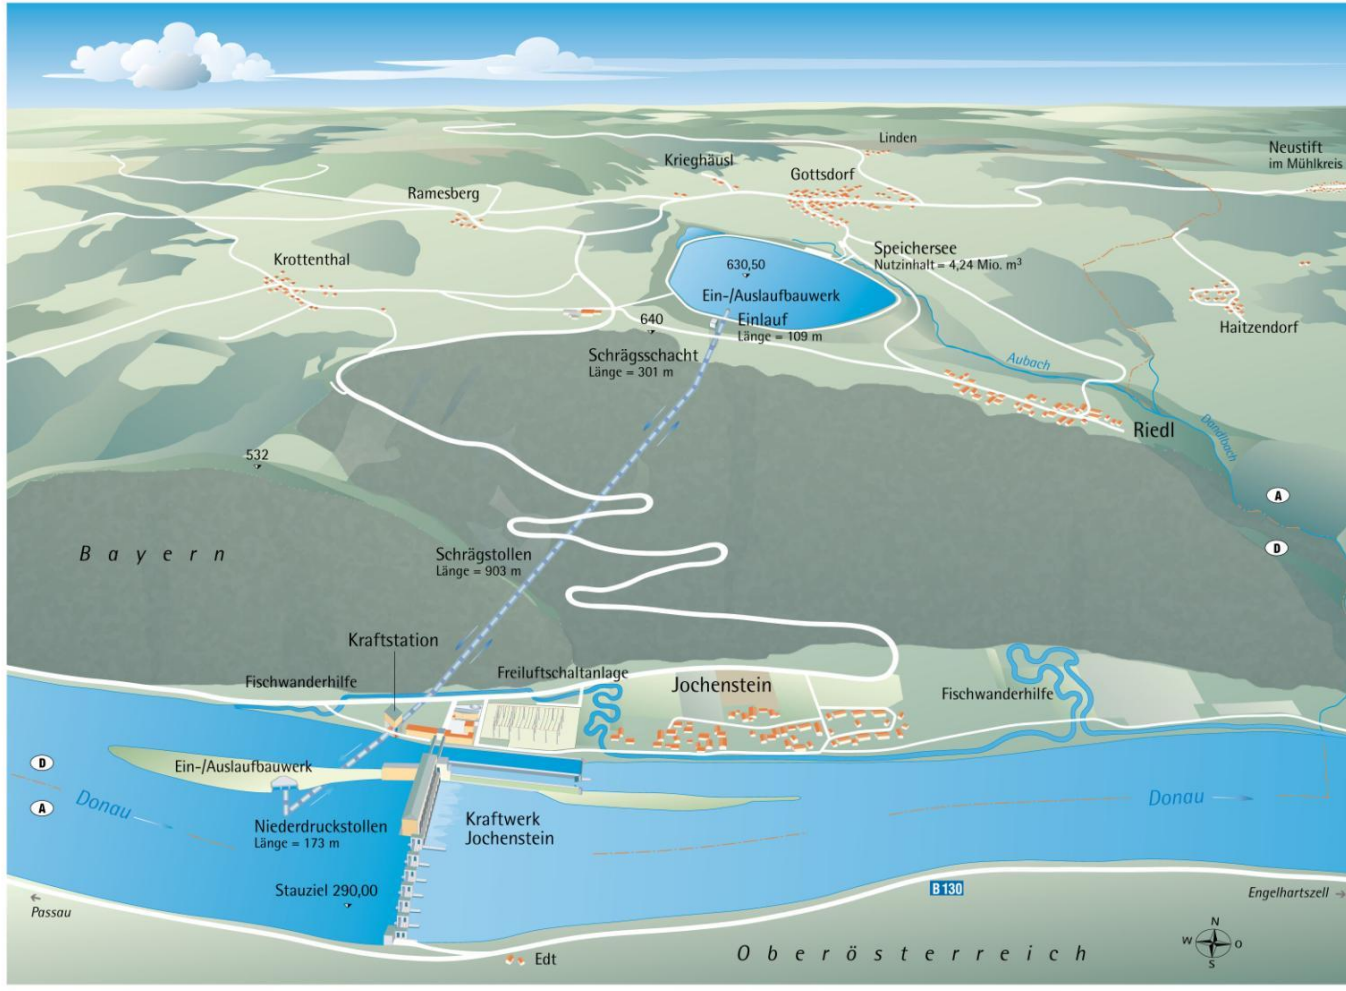 Linden
Neustift
im Mühlkreis
Krieghäusl
Gottsdorf
Ramesberg
Speichersee
Nutzinhalt = 4,24 Mio. m³
Krottenthal
630,50
Ein-/Auslaufbauwerk
Einlauf
Länge = 109 m
640
Haitzendorf
Schrägsschacht
Länge = 301 m
Aubach
Riedl
Dandlbach
532
A
D
Bayern
Schrägstollen
Länge = 903 m
Kraftstation
Fischwanderhilfe
Freiluftschaltanlage
Jochenstein
Fischwanderhilfe
D
A
Ein-/Auslaufbauwerk
Donau
Donau
Niederdruckstollen
Länge = 173 m
Kraftwerk
Jochenstein
Stauziel 290,00
B 130
Passau
Engelhartszell
Edt
Oberösterreich
N
W O
S